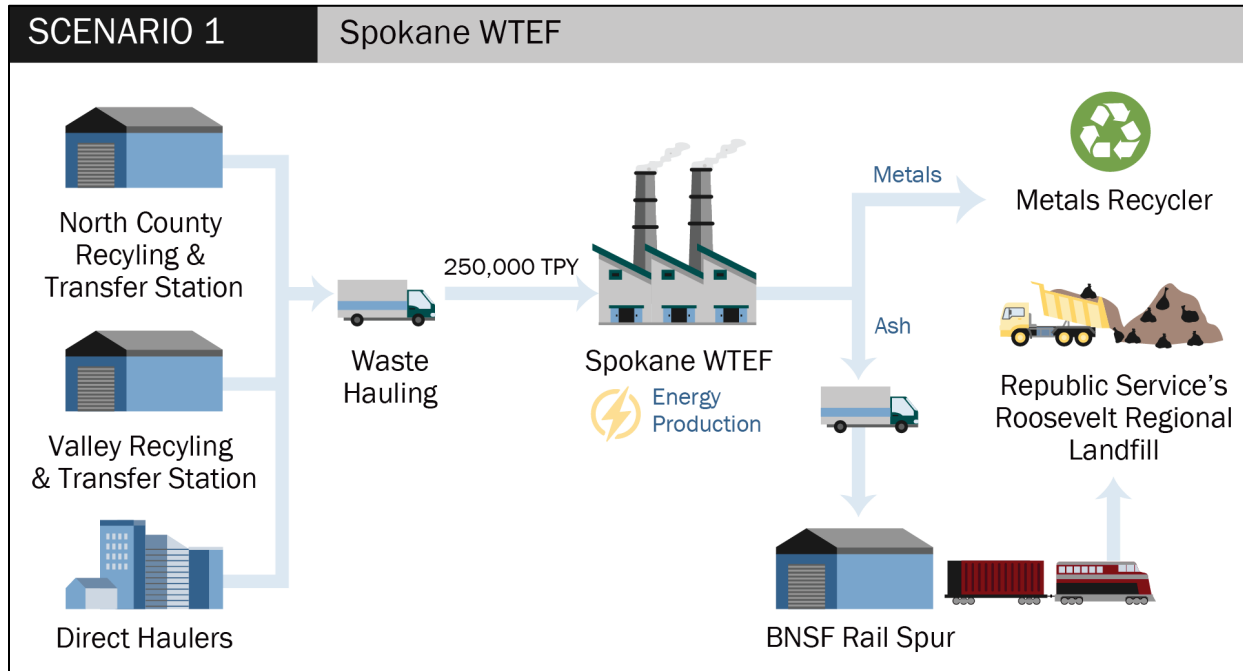 SCENARIO 1
Spokane WTEF
North County
Recyling &
Transfer Station
Valley Recyling
& Transfer Station
Direct Haulers
Waste
Hauling
250,000 TPY
Spokane WTEF
Energy
Production
Metals
Metals Recycler
Ash
BNSF Rail Spur
Republic Service's
Roosevelt Regional
Landfill